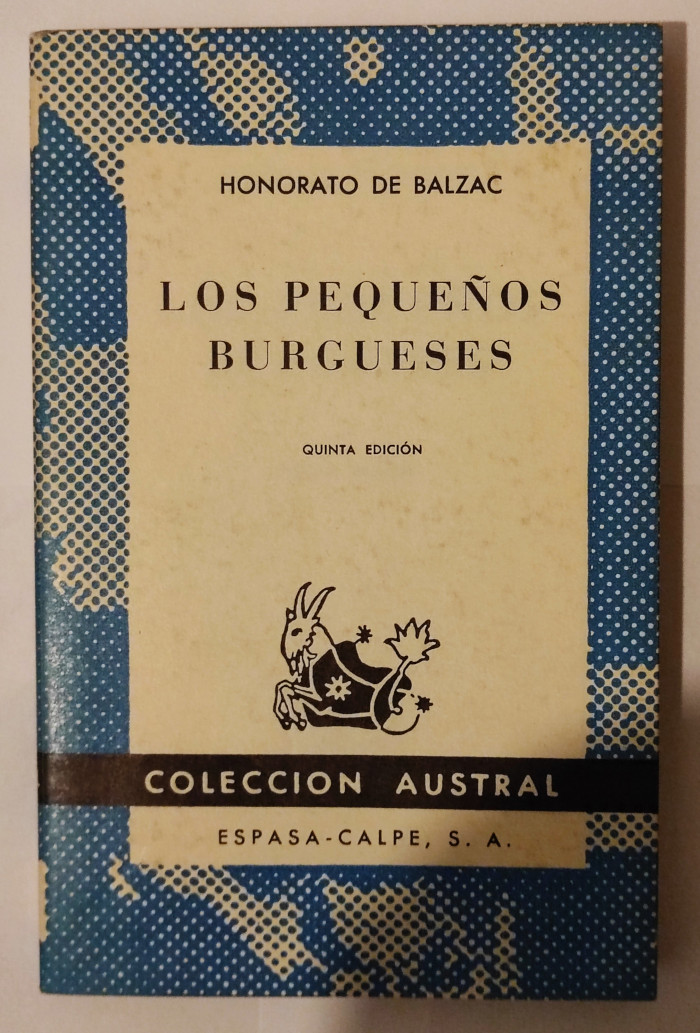 HONORATO DE BALZAC
LOS PEQUEÑOS
BURGUESES
QUINTA EDICIÓN
COLECCION AUSTRAL
ESPASA-CALPE, S. A.